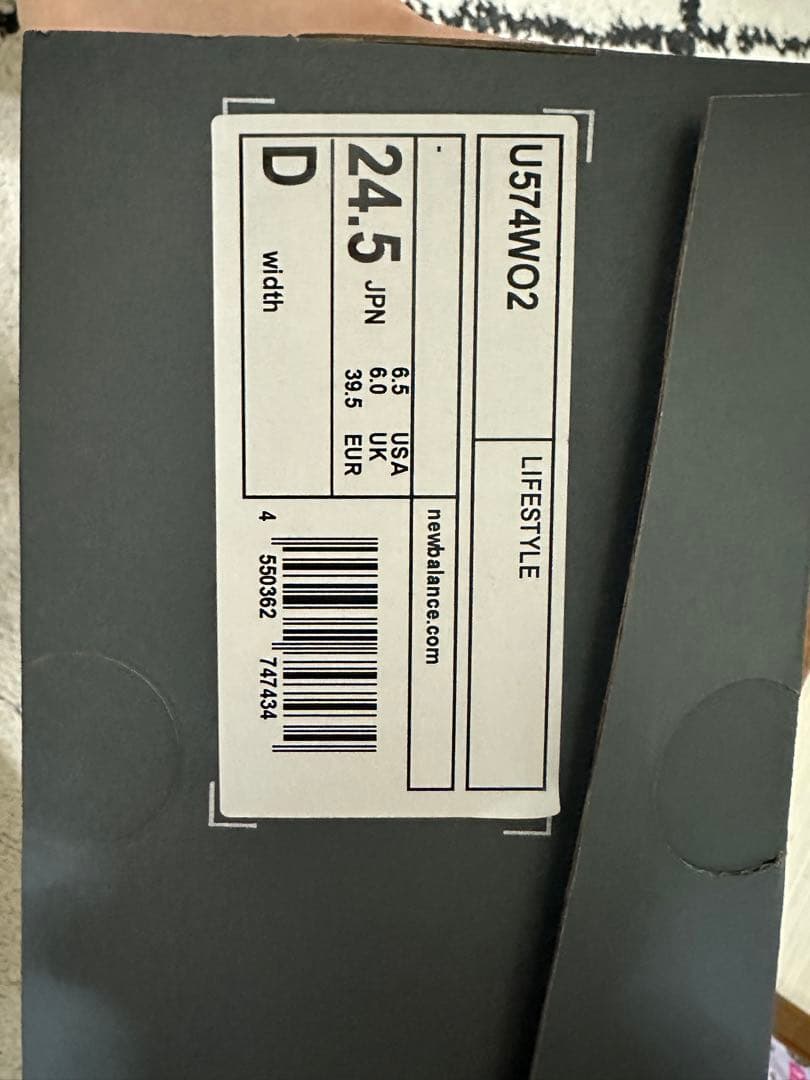 U574WO2
LIFESTYLE
newbalance.com
24.5 JPN
6.5 USA
6.0 UK
39.5 EUR
D width
4 550362 747434